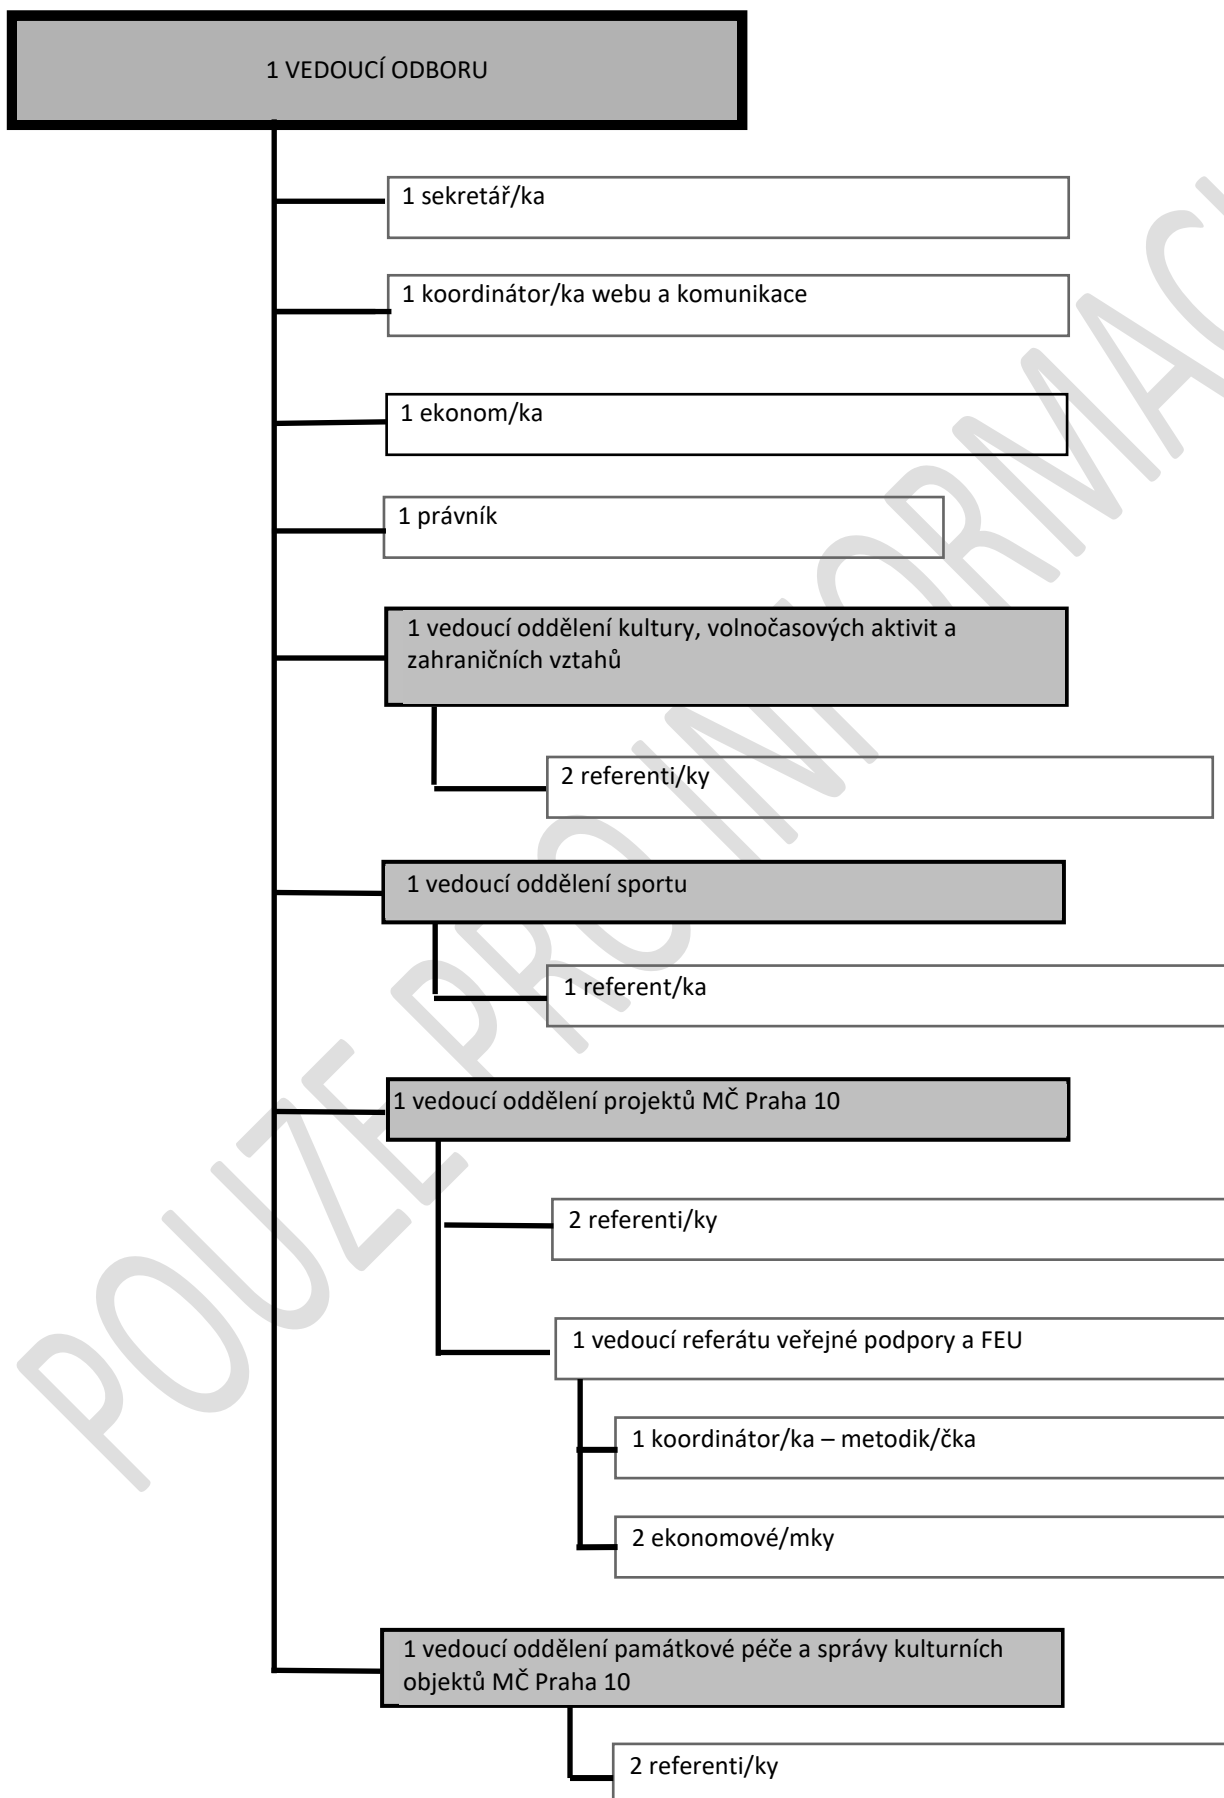 1 VEDOUCÍ ODBORU
1 sekretář/ka
1 koordinátor/ka webu a komunikace
1 ekonom/ka
1 právník
1 vedoucí oddělení kultury, volnočasových aktivit a
zahraničních vztahů
2 referenti/ky
1 vedoucí oddělení sportu
1 referent/ka
1 vedoucí oddělení projektů MČ Praha 10
2 referenti/ky
1 vedoucí referátu veřejné podpory a FEU
1 koordinátor/ka – metodik/čka
2 ekonomové/mky
1 vedoucí oddělení památkové péče a správy kulturních
objektů MČ Praha 10
2 referenti/ky
POUZE PRO INFORMACI